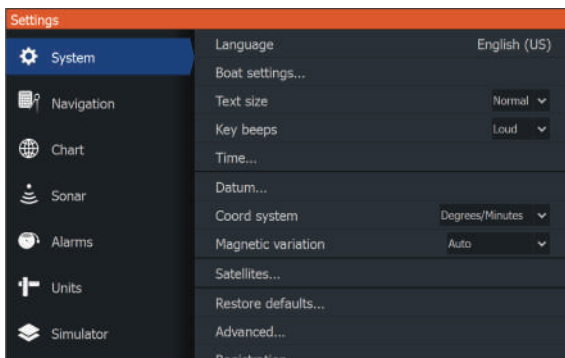 Settings
System
Navigation
Chart
Sonar
Alarms
Units
Simulator
Language English (US)
Boat settings...
Text size Normal
Key beeps Loud
Time...
Datum...
Coord system Degrees/Minutes
Magnetic variation Auto
Satellites...
Restore defaults...
Advanced...